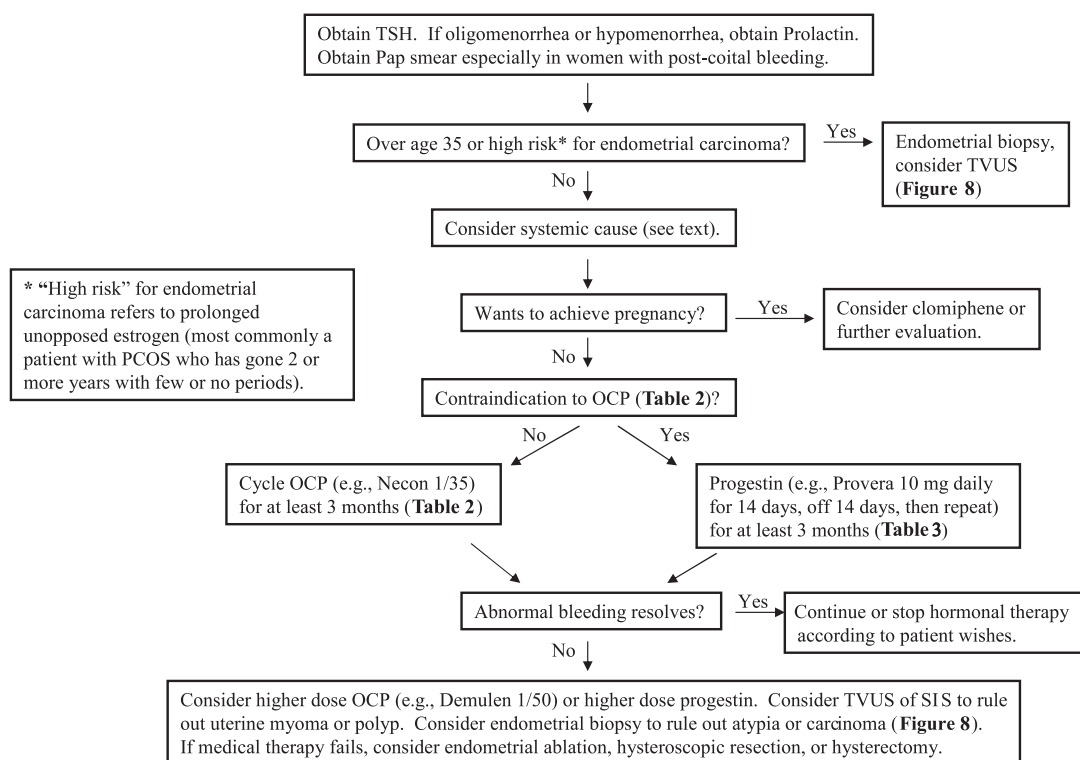 Obtain TSH. If oligomenorrhea or hypomenorrhea, obtain Prolactin.
Obtain Pap smear especially in women with post-coital bleeding.
Over age 35 or high risk* for endometrial carcinoma?
Yes
Endometrial biopsy,
consider TVUS
(Figure 8)
No
Consider systemic cause (see text).
* “High risk” for endometrial
carcinoma refers to prolonged
unopposed estrogen (most commonly a
patient with PCOS who has gone 2 or
more years with few or no periods).
Wants to achieve pregnancy?
Yes
Consider clomiphene or
further evaluation.
No
Contraindication to OCP (Table 2)?
No
Yes
Cycle OCP (e.g., Necon 1/35)
for at least 3 months (Table 2)
Progestin (e.g., Provera 10 mg daily
for 14 days, off 14 days, then repeat)
for at least 3 months (Table 3)
Abnormal bleeding resolves?
Yes
Continue or stop hormonal therapy
according to patient wishes.
No
Consider higher dose OCP (e.g., Demulen 1/50) or higher dose progestin. Consider TVUS of SIS to rule
out uterine myoma or polyp. Consider endometrial biopsy to rule out atypia or carcinoma (Figure 8).
If medical therapy fails, consider endometrial ablation, hysteroscopic resection, or hysterectomy.